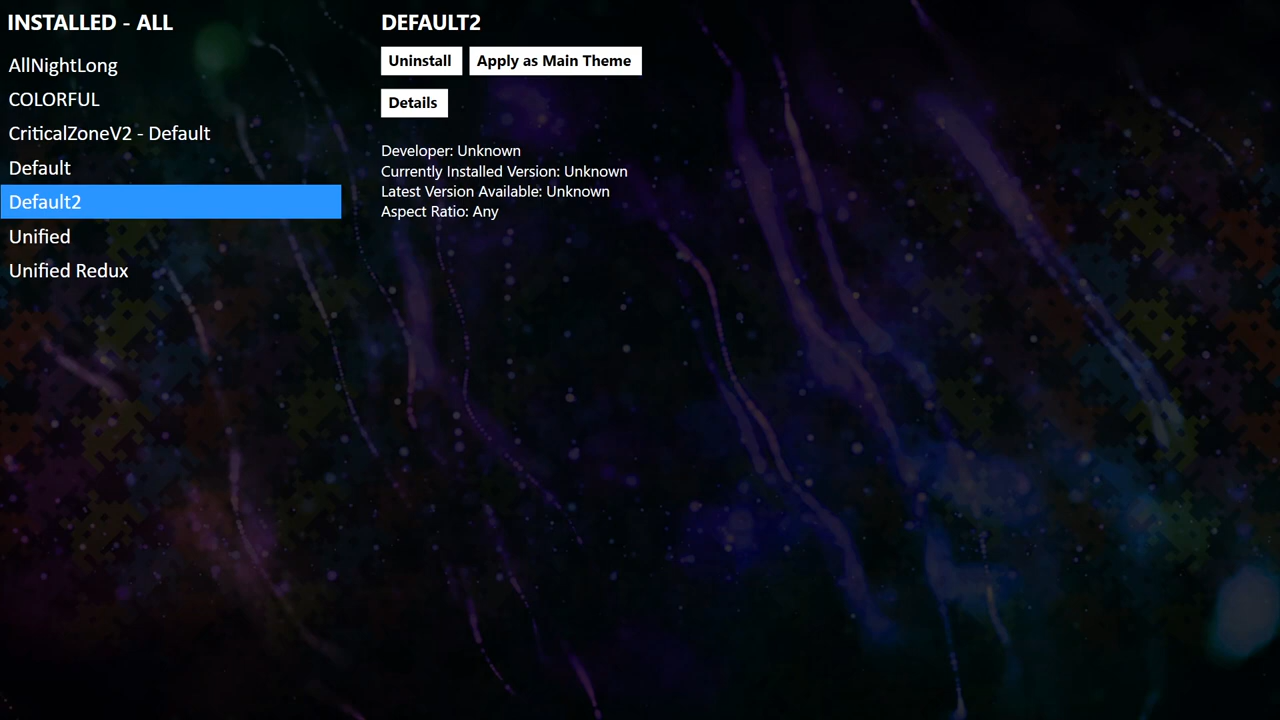 INSTALLED - ALL
AllNightLong
COLORFUL
CriticalZoneV2 - Default
Default
Default2
Unified
Unified Redux
DEFAULT2
Uninstall
Apply as Main Theme
Details
Developer: Unknown
Currently Installed Version: Unknown
Latest Version Available: Unknown
Aspect Ratio: Any